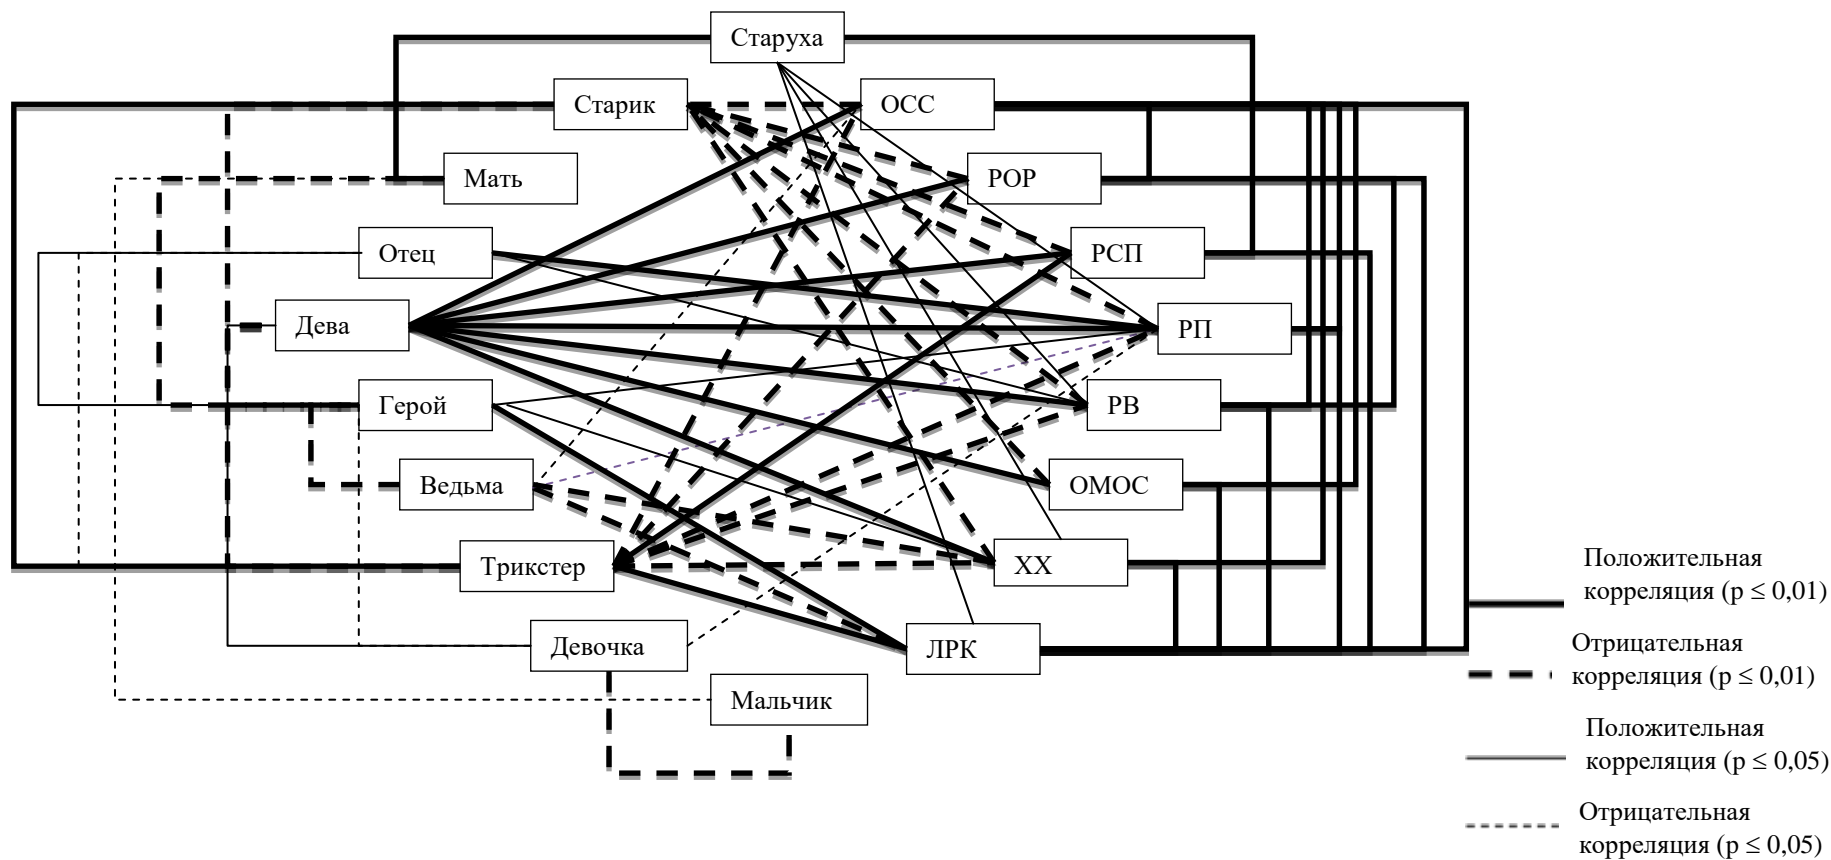 Старуха
Старик
ОСС
Мать
РОР
Отец
РСП
Дева
РП
Герой
РВ
Ведьма
ОМОС
Трикстер
ХХ
Девочка
ЛРК
Мальчик
Положительная
корреляция (p ≤ 0,01)
Отрицательная
корреляция (p ≤ 0,01)
Положительная
корреляция (p ≤ 0,05)
Отрицательная
корреляция (p ≤ 0,05)